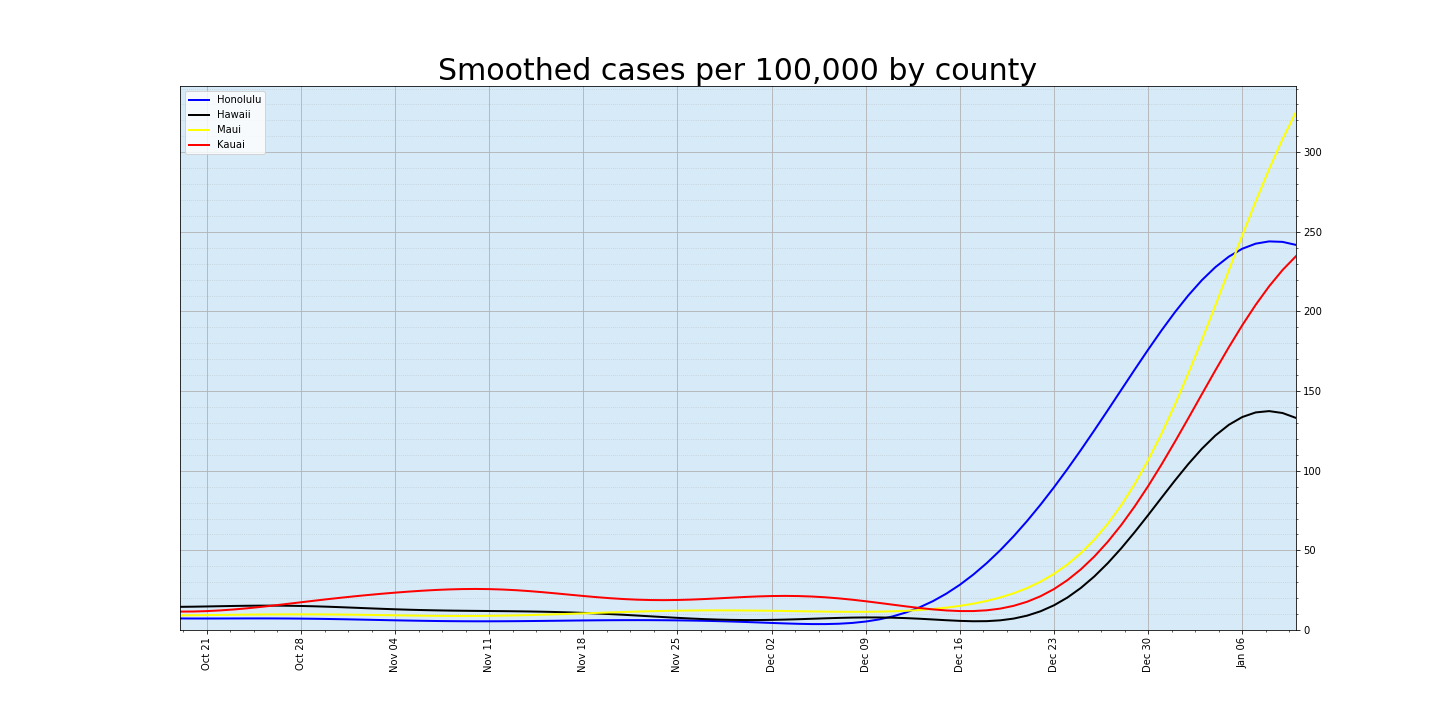 Smoothed cases per 100,000 by county
Honolulu
Hawaii
Maui
Kauai
300
250
200
150
100
50
0
Oct 21
Oct 28
Nov 04
Nov 11
Nov 18
Nov 25
Dec 02
Dec 09
Dec 16
Dec 23
Dec 30
Jan 06